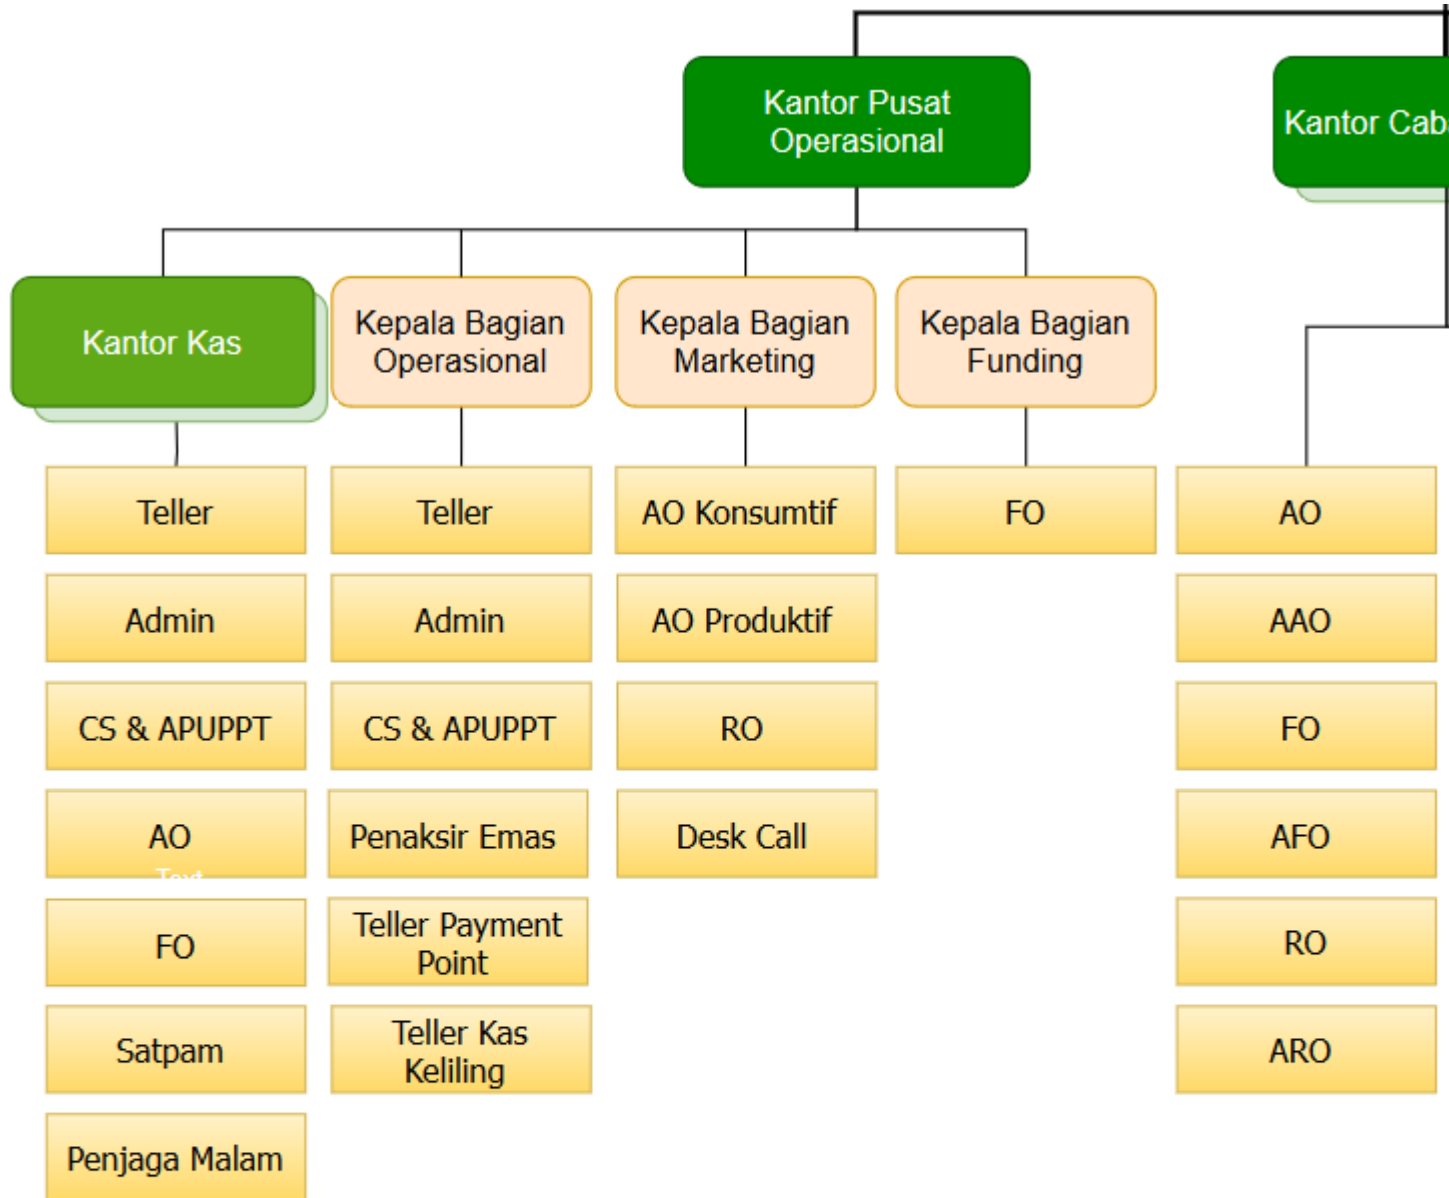 Kantor Pusat
Operasional
Kantor Cab
Kantor Kas
Kepala Bagian
Operasional
Kepala Bagian
Marketing
Kepala Bagian
Funding
Teller
Admin
CS & APUPPT
AO
Text
FO
Satpam
Penjaga Malam
Teller
Admin
CS & APUPPT
Penaksir Emas
Teller Payment
Point
Teller Kas
Keliling
AO Konsumtif
AO Produktif
RO
Desk Call
FO
AO
AAO
FO
AFO
RO
ARO